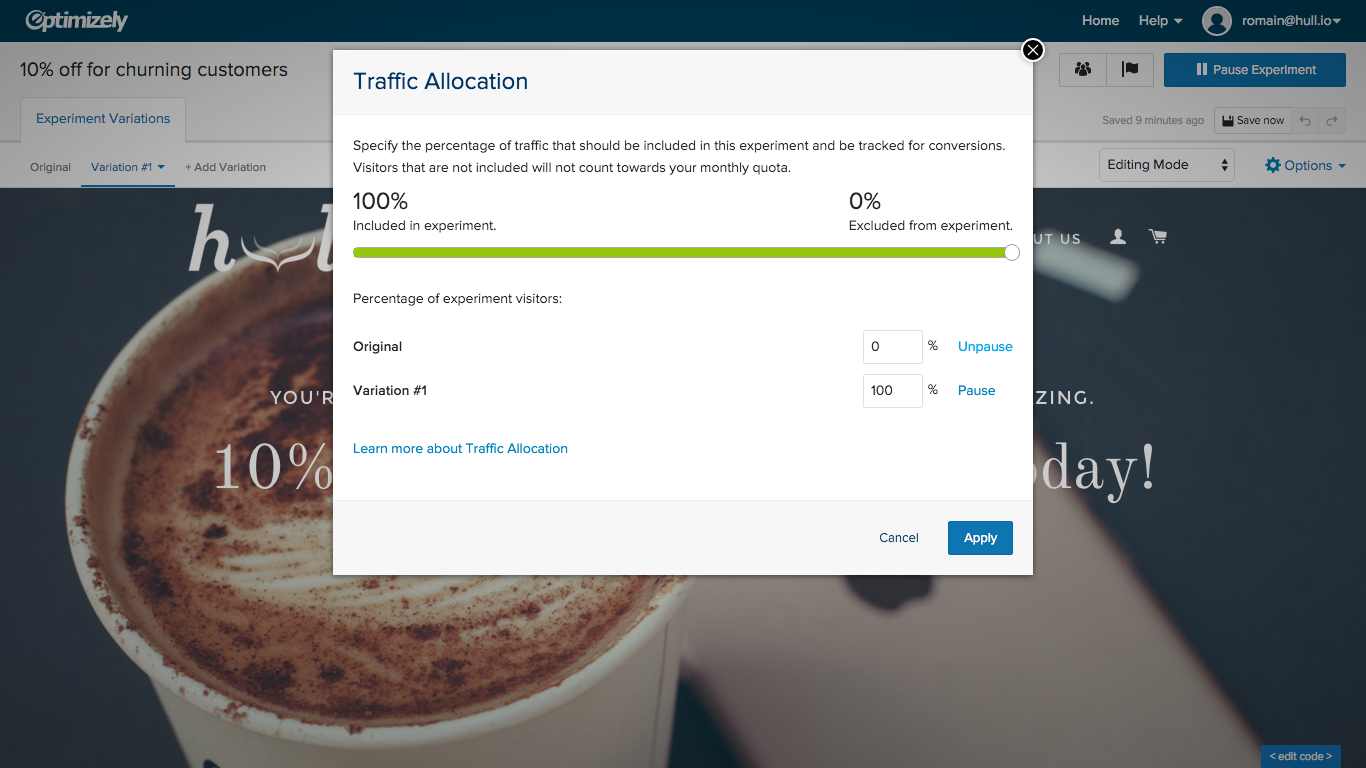 Optimizely
Home Help romain@hull.io
10% off for churning customers
Pause Experiment
Experiment Variations
Saved 9 minutes ago Save now
Original Variation #1 + Add Variation
Editing Mode Options
Traffic Allocation
Specify the percentage of traffic that should be included in this experiment and be tracked for conversions.
Visitors that are not included will not count towards your monthly quota.
100% 0%
Included in experiment. Excluded from experiment.
UT US
Percentage of experiment visitors:
Original 0 % Unpause
Variation #1 100 % Pause
YOU'R ZING.
10% day!
Learn more about Traffic Allocation
Cancel Apply
< edit code >